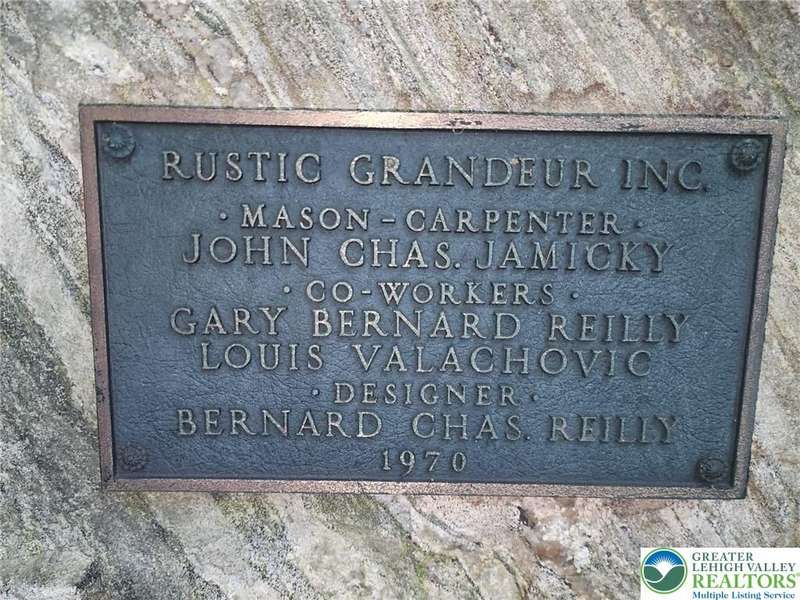 RUSTIC GRANDEUR INC.
· MASON - CARPENTER ·
JOHN CHAS. JAMICKY
· CO-WORKERS ·
GARY BERNARD REILLY
LOUIS VALACHOVIC
· DESIGNER ·
BERNARD CHAS. REILLY
1970
GREATER
LEHIGH VALLEY
REALTORS
Multiple Listing Service